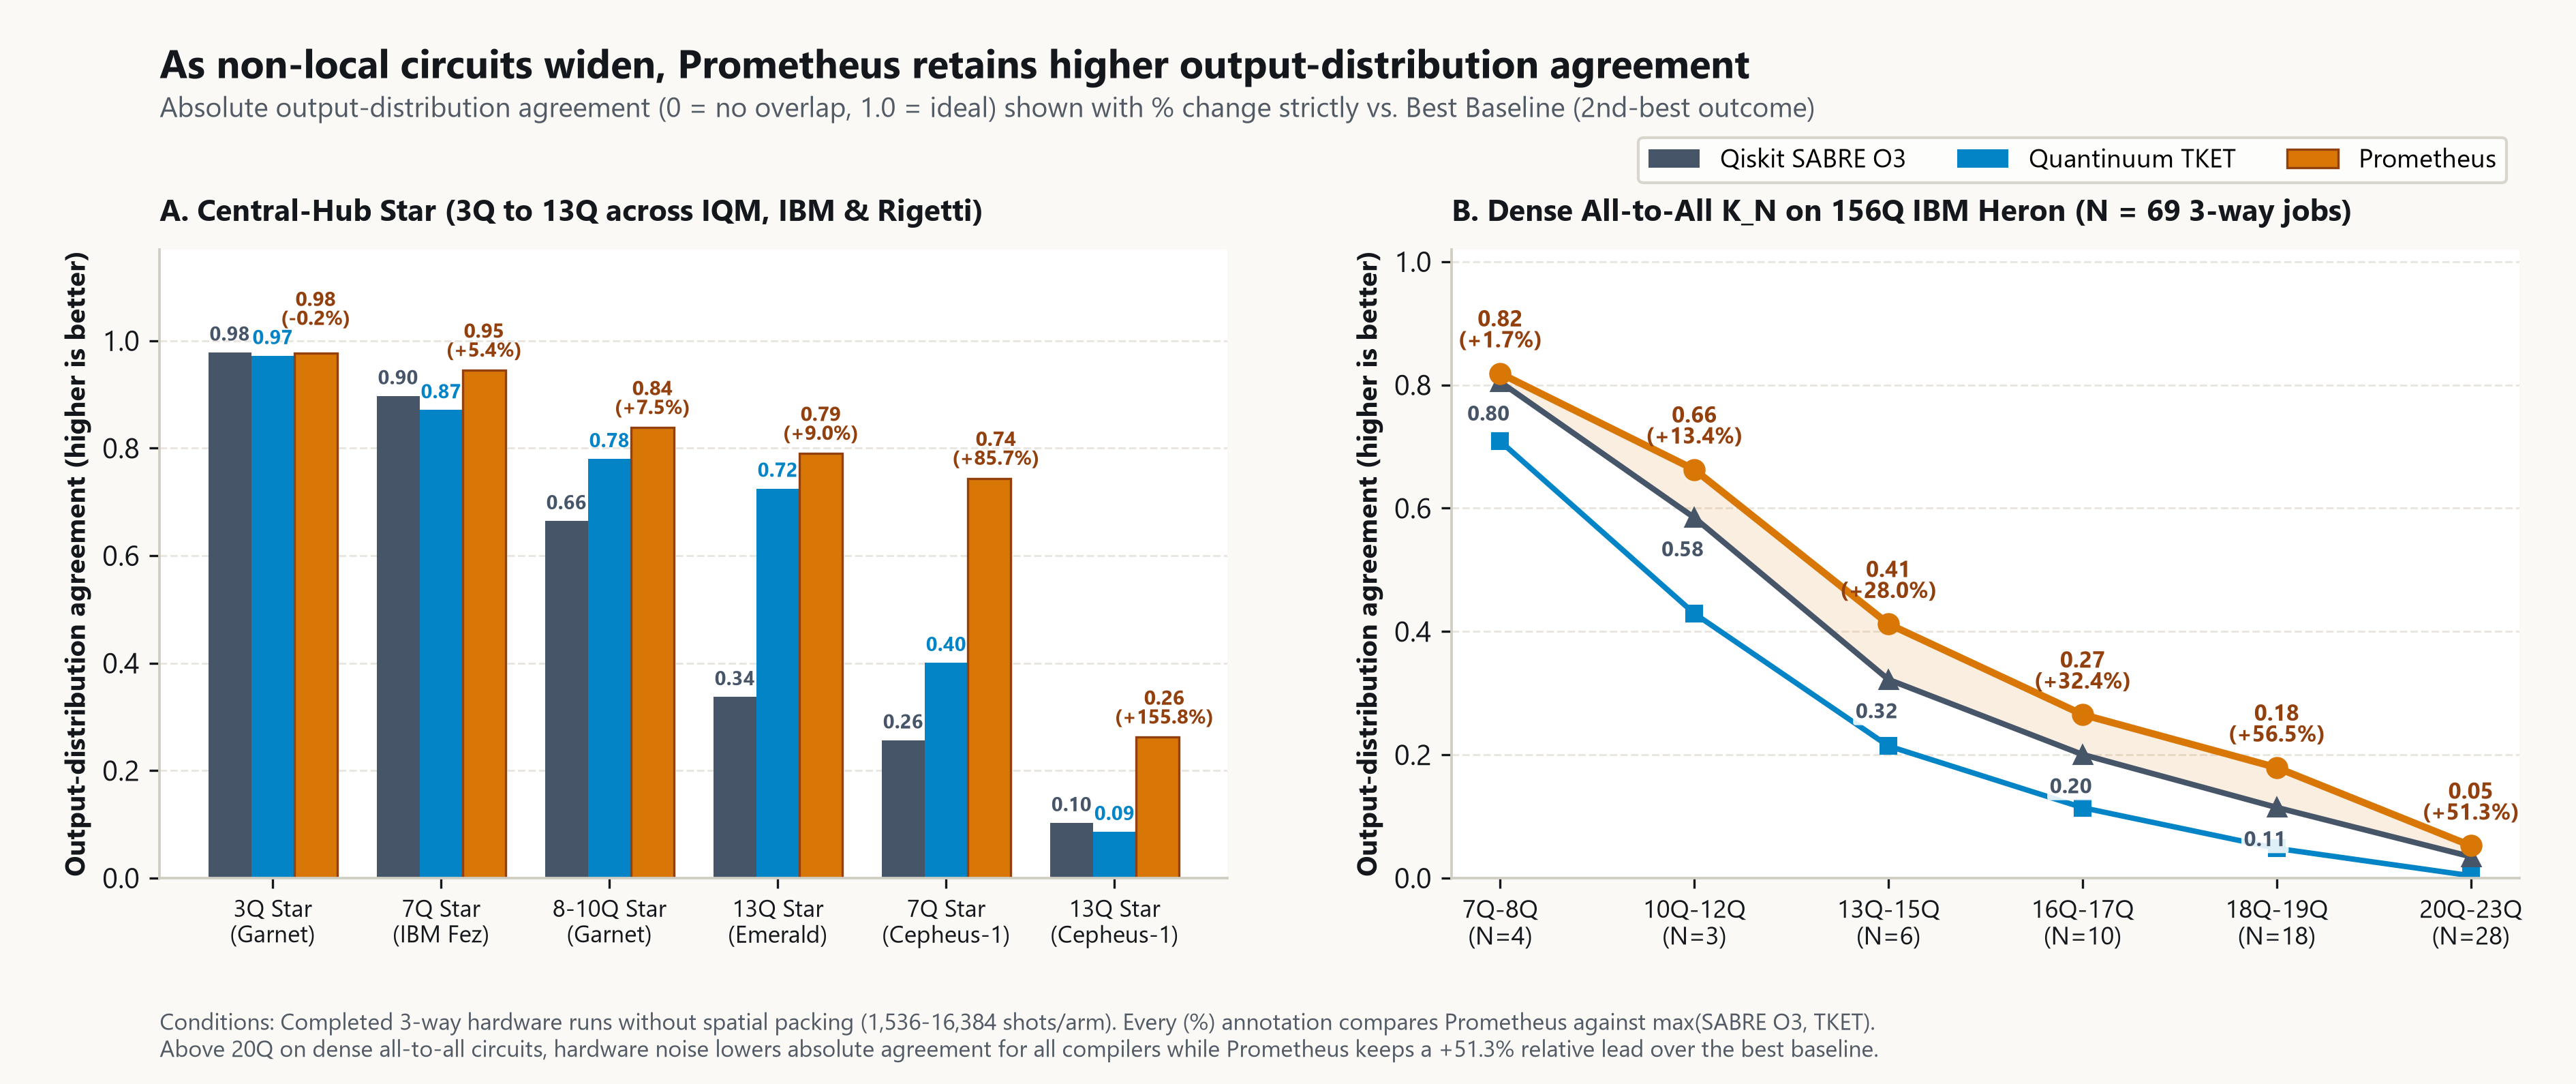 As non-local circuits widen, Prometheus retains higher output-distribution agreement
Absolute output-distribution agreement (0 = no overlap, 1.0 = ideal) shown with % change strictly vs. Best Baseline (2nd-best outcome)
Qiskit SABRE O3 Quantinuum TKET Prometheus
A. Central-Hub Star (3Q to 13Q across IQM, IBM & Rigetti)
Output-distribution agreement (higher is better)
1.0
0.8
0.6
0.4
0.2
0.0
0.98 0.97 0.98
(-0.2%)
0.90 0.87 0.95
(+5.4%)
0.66 0.78 0.84
(+7.5%)
0.34 0.72 0.79
(+9.0%)
0.26 0.40 0.74
(+85.7%)
0.10 0.09 0.26
(+155.8%)
3Q Star
(Garnet)
7Q Star
(IBM Fez)
8-10Q Star
(Garnet)
13Q Star
(Emerald)
7Q Star
(Cepheus-1)
13Q Star
(Cepheus-1)
B. Dense All-to-All K_N on 156Q IBM Heron (N = 69 3-way jobs)
Output-distribution agreement (higher is better)
1.0
0.8
0.6
0.4
0.2
0.0
0.82
(+1.7%)
0.80
0.66
(+13.4%)
0.58
0.41
(+28.0%)
0.32
0.27
(+32.4%)
0.20
0.18
(+56.5%)
0.11
0.05
(+51.3%)
7Q-8Q
(N=4)
10Q-12Q
(N=3)
13Q-15Q
(N=6)
16Q-17Q
(N=10)
18Q-19Q
(N=18)
20Q-23Q
(N=28)
Conditions: Completed 3-way hardware runs without spatial packing (1,536-16,384 shots/arm). Every (%) annotation compares Prometheus against max(SABRE O3, TKET).
Above 20Q on dense all-to-all circuits, hardware noise lowers absolute agreement for all compilers while Prometheus keeps a +51.3% relative lead over the best baseline.